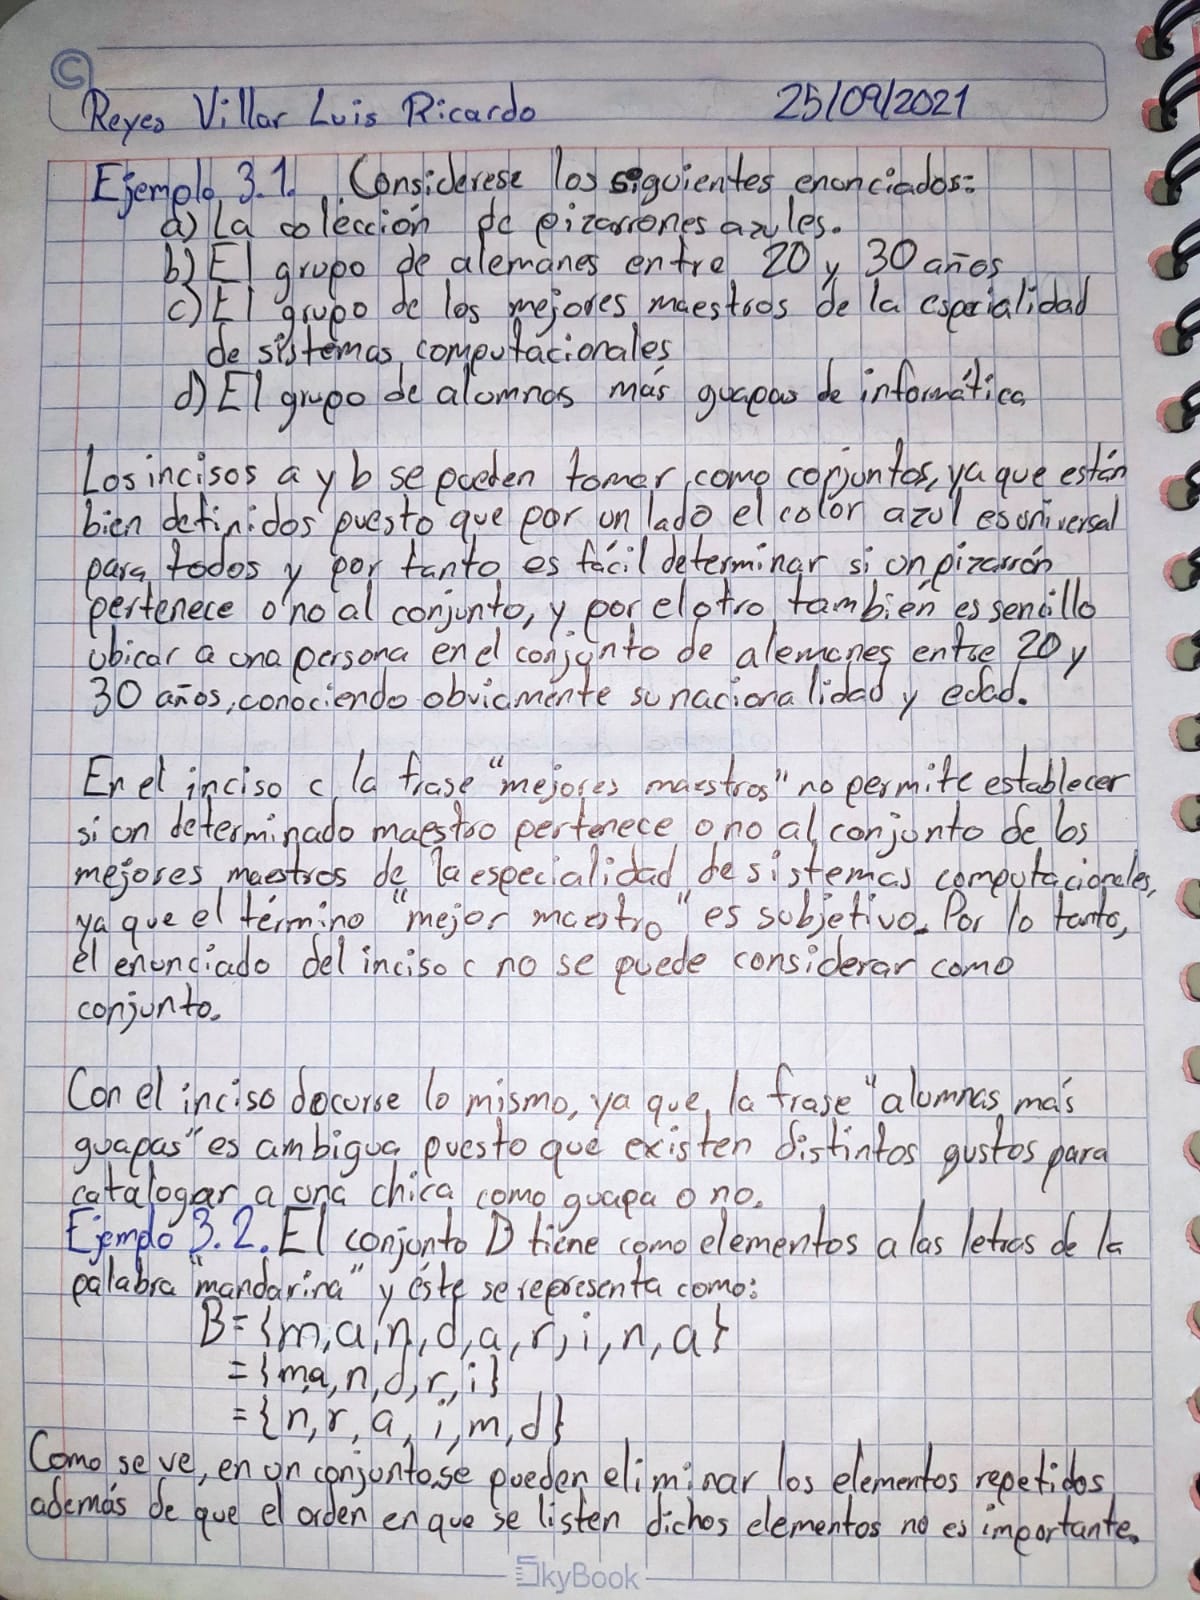 ©
Reyes Villar Luis Ricardo 25/09/2021
Ejemplo 3.1. Considerese los siguientes enunciados:
a) La colección de pizarrones azules.
b) El grupo de alemanes entre 20 y 30 años
c) El grupo de los mejores maestros de la especialidad
de sistemas computacionales
d) El grupo de alumnas más guapas de informática
Los incisos a y b se pueden tomar como conjuntos, ya que están
bien definidos puesto que por un lado el color azul es universal
para todos y por tanto es fácil determinar si un pizarrón
pertenece o no al conjunto, y por el otro también es sencillo
ubicar a una persona en el conjunto de alemanes entre 20 y
30 años, conociendo obviamente su nacionalidad y edad.
En el inciso c la frase "mejores maestros" no permite establecer
si un determinado maestro pertenece o no al conjunto de los
mejores maestros de la especialidad de sistemas computacionales,
ya que el término "mejor maestro" es subjetivo. Por lo tanto,
el enunciado del inciso c no se puede considerar como
conjunto.
Con el inciso d ocurre lo mismo, ya que la frase "alumnas más
guapas" es ambigua puesto que existen distintos gustos para
catalogar a una chica como guapa o no.
Ejemplo 3.2. El conjunto B tiene como elementos a las letras de la
palabra "mandarina" y éste se representa como:
B={m,a,n,d,a,r,i,n,a}
={m,a,n,d,r,i}
={n,r,a,i,m,d}
Como se ve, en un conjunto se pueden eliminar los elementos repetidos
además de que el orden en que se listen dichos elementos no es importante.
SkyBook